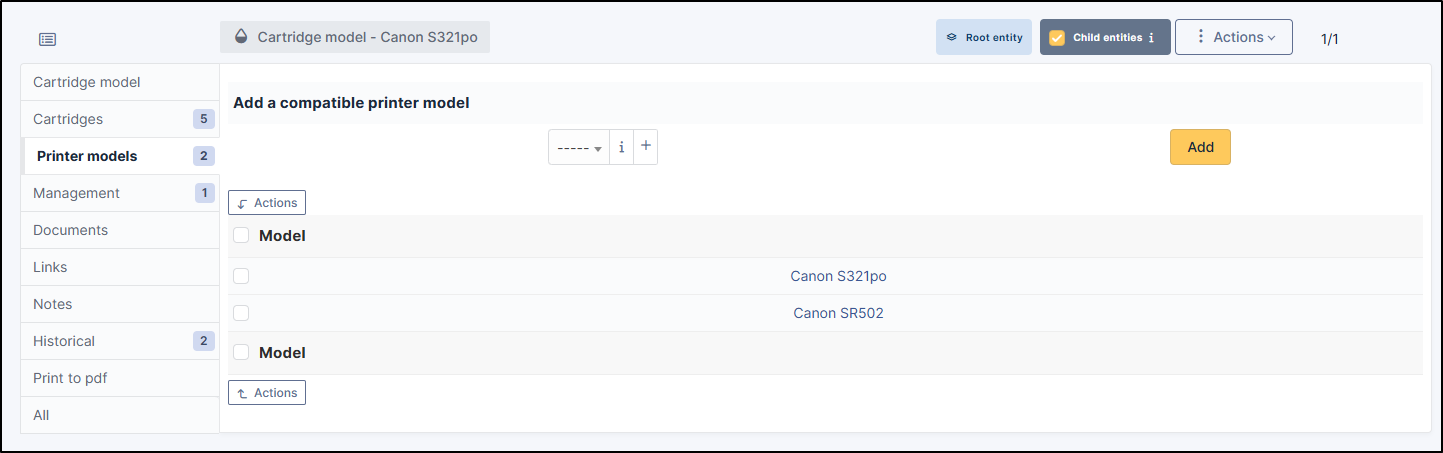 Cartridge model - Canon S321po
Root entity
Child entities i
Actions
1/1
Cartridge model
Cartridges 5
Printer models 2
Management 1
Documents
Links
Notes
Historical 2
Print to pdf
All
Add a compatible printer model
----- i +
Add
Actions
Model
Canon S321po
Canon SR502
Model
Actions